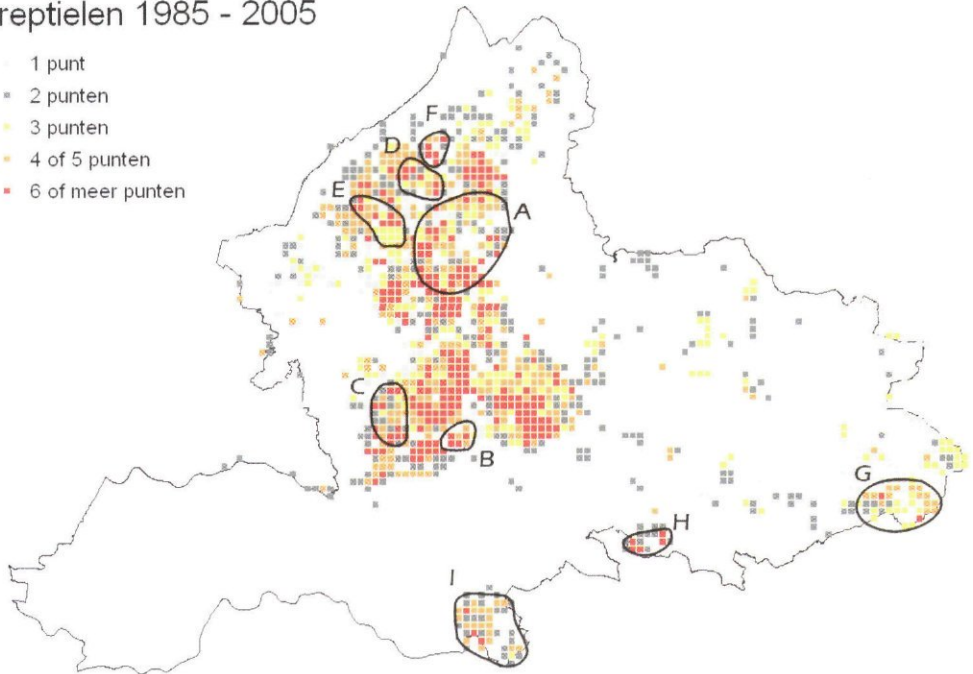 reptielen 1985 - 2005
1 punt
2 punten
3 punten
4 of 5 punten
6 of meer punten
F
D
E
A
C
B
G
H
I